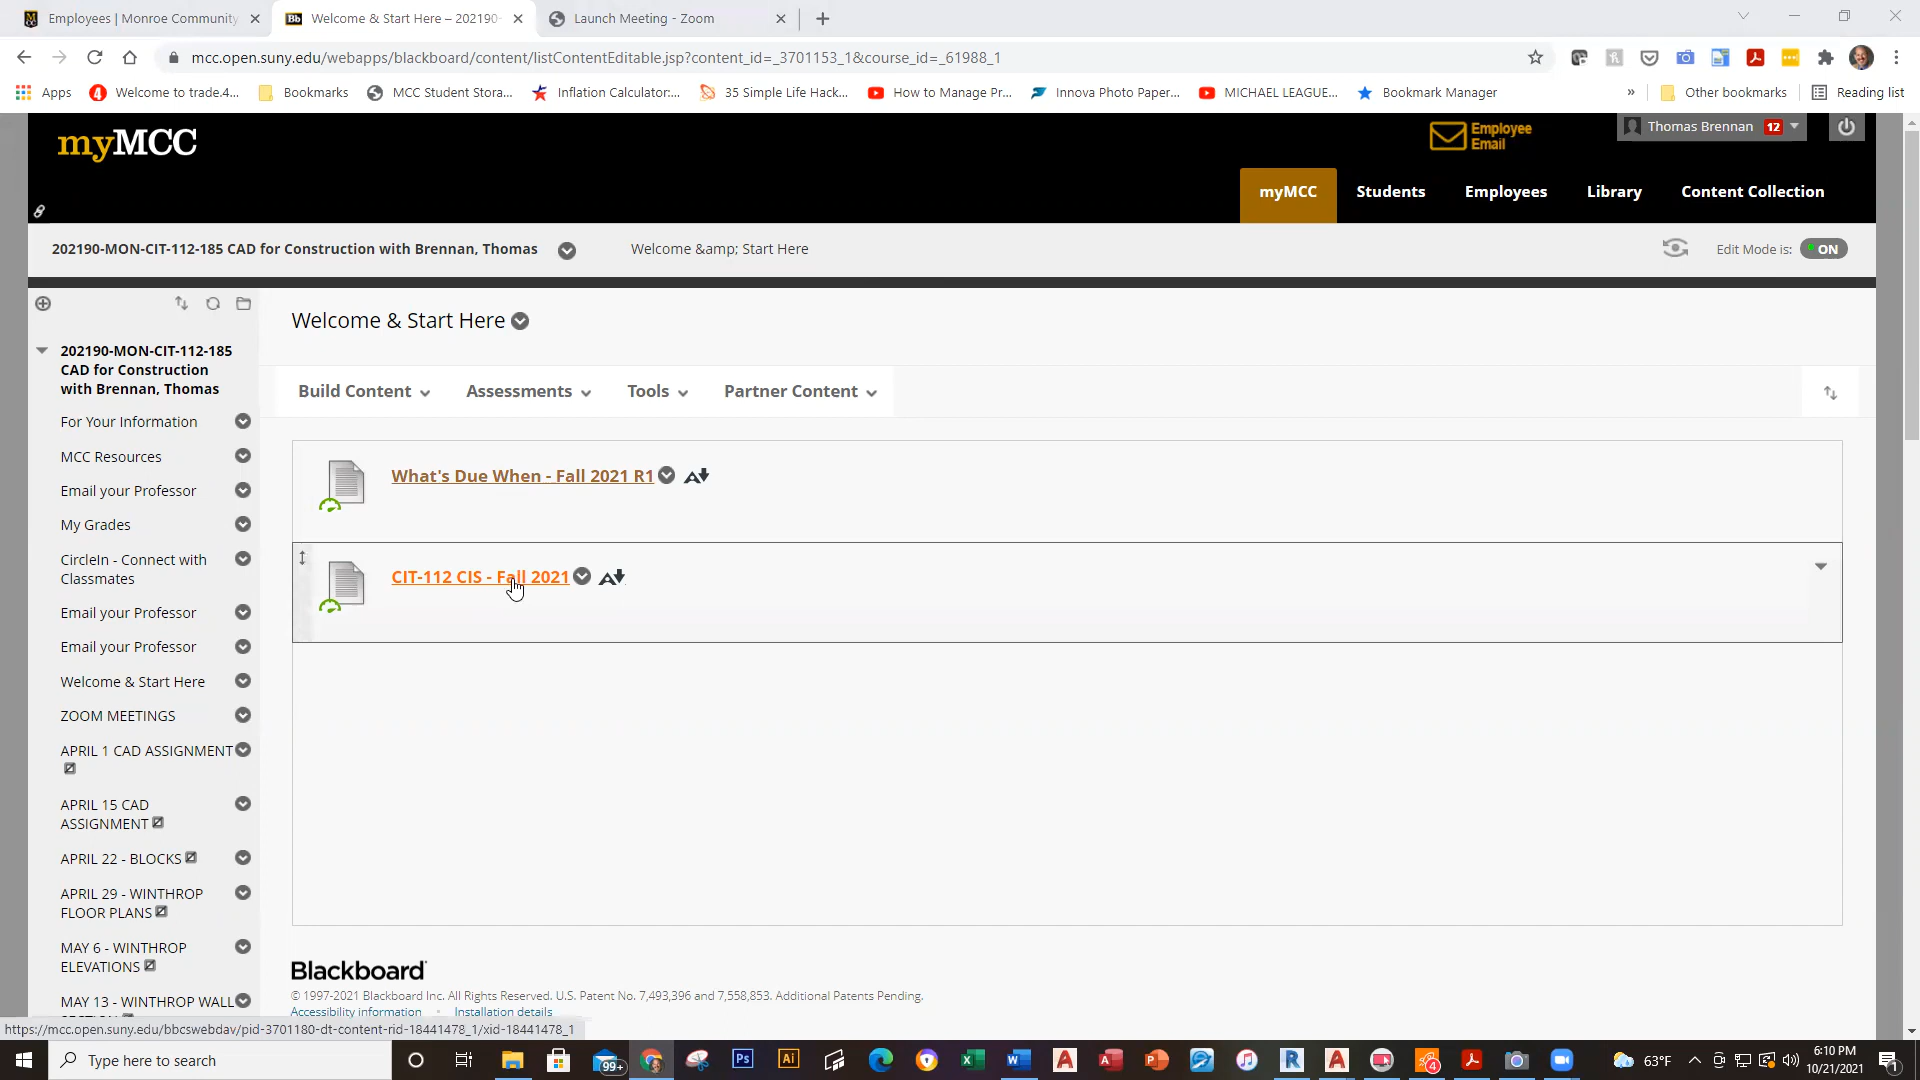 Employees | Monroe Community
Welcome & Start Here – 202190-
Launch Meeting - Zoom
mcc.open.suny.edu/webapps/blackboard/content/listContentEditable.jsp?content_id=_3701153_1&course_id=_61988_1
Apps
Welcome to trade.4...
Bookmarks
MCC Student Stora...
Inflation Calculator:...
35 Simple Life Hack...
How to Manage Pr...
Innova Photo Paper...
MICHAEL LEAGUE...
Bookmark Manager
»
Other bookmarks
Reading list
myMCC
Employee
Email
Thomas Brennan 12
myMCC
Students
Employees
Library
Content Collection
202190-MON-CIT-112-185 CAD for Construction with Brennan, Thomas
Welcome &amp; Start Here
Edit Mode is:
ON
202190-MON-CIT-112-185
CAD for Construction
with Brennan, Thomas
For Your Information
MCC Resources
Email your Professor
My Grades
CircleIn - Connect with
Classmates
Email your Professor
Email your Professor
Welcome & Start Here
ZOOM MEETINGS
APRIL 1 CAD ASSIGNMENT
APRIL 15 CAD
ASSIGNMENT
APRIL 22 - BLOCKS
APRIL 29 - WINTHROP
FLOOR PLANS
MAY 6 - WINTHROP
ELEVATIONS
MAY 13 - WINTHROP WALL
Welcome & Start Here
Build Content
Assessments
Tools
Partner Content
What's Due When - Fall 2021 R1
CIT-112 CIS - Fall 2021
Blackboard
© 1997-2021 Blackboard Inc. All Rights Reserved. U.S. Patent No. 7,493,396 and 7,558,853. Additional Patents Pending.
Accessibility information • Installation details
https://mcc.open.suny.edu/bbcswebdav/pid-3701180-dt-content-rid-18441478_1/xid-18441478_1
Type here to search
99+
4
63°F
6:10 PM
10/21/2021
1